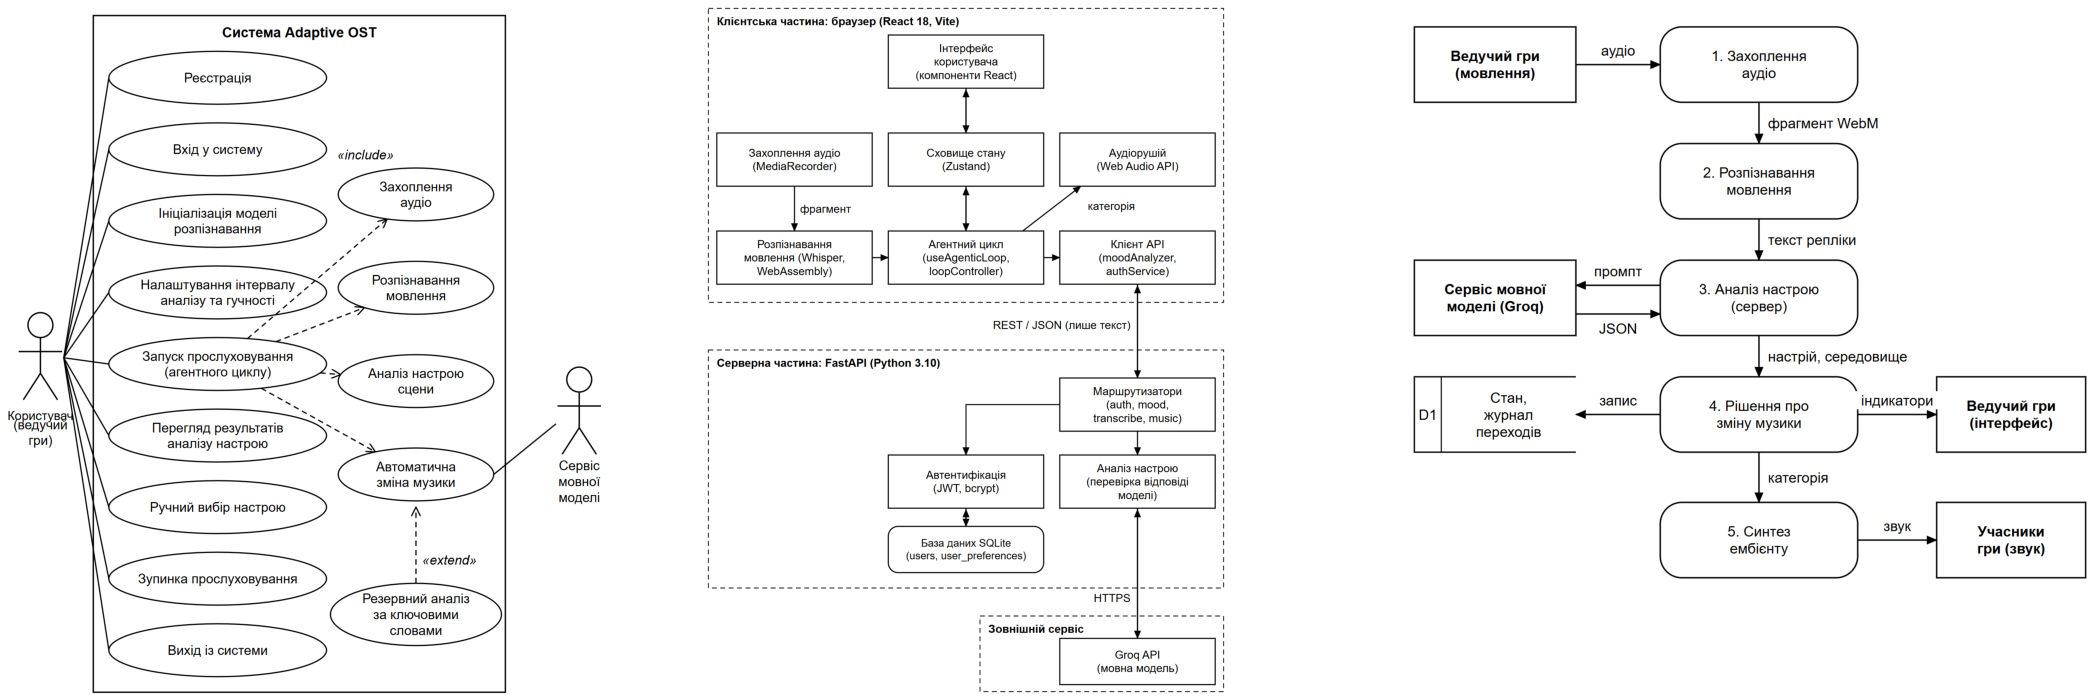 Система Adaptive OST
Реєстрація
Вхід у систему
Ініціалізація моделі
розпізнавання
Налаштування інтервалу
аналізу та гучності
Запуск прослуховування
(агентного циклу)
Перегляд результатів
аналізу настрою
Ручний вибір настрою
Зупинка прослуховування
Вихід із системи
«include»
Захоплення
аудіо
Розпізнавання
мовлення
Аналіз настрою
сцени
Автоматична
зміна музики
«extend»
Резервний аналіз
за ключовими
словами
Користувач
(ведучий
гри)
Сервіс
мовної
моделі
Клієнтська частина: браузер (React 18, Vite)
Інтерфейс
користувача
(компоненти React)
Захоплення аудіо
(MediaRecorder)
Сховище стану
(Zustand)
Аудіорушій
(Web Audio API)
фрагмент
категорія
Розпізнавання
мовлення (Whisper,
WebAssembly)
Агентний цикл
(useAgenticLoop,
loopController)
Клієнт API
(moodAnalyzer,
authService)
REST / JSON (лише текст)
Серверна частина: FastAPI (Python 3.10)
Маршрутизатори
(auth, mood,
transcribe, music)
Автентифікація
(JWT, bcrypt)
Аналіз настрою
(перевірка відповіді
моделі)
База даних SQLite
(users, user_preferences)
HTTPS
Зовнішній сервіс
Groq API
(мовна модель)
Ведучий гри
(мовлення)
аудіо
1. Захоплення
аудіо
фрагмент WebM
2. Розпізнавання
мовлення
текст репліки
Сервіс мовної
моделі (Groq)
промпт
JSON
3. Аналіз настрою
(сервер)
настрій, середовище
D1
Стан,
журнал
переходів
запис
4. Рішення про
зміну музики
індикатори
Ведучий гри
(інтерфейс)
категорія
5. Синтез
ембієнту
звук
Учасники
гри (звук)